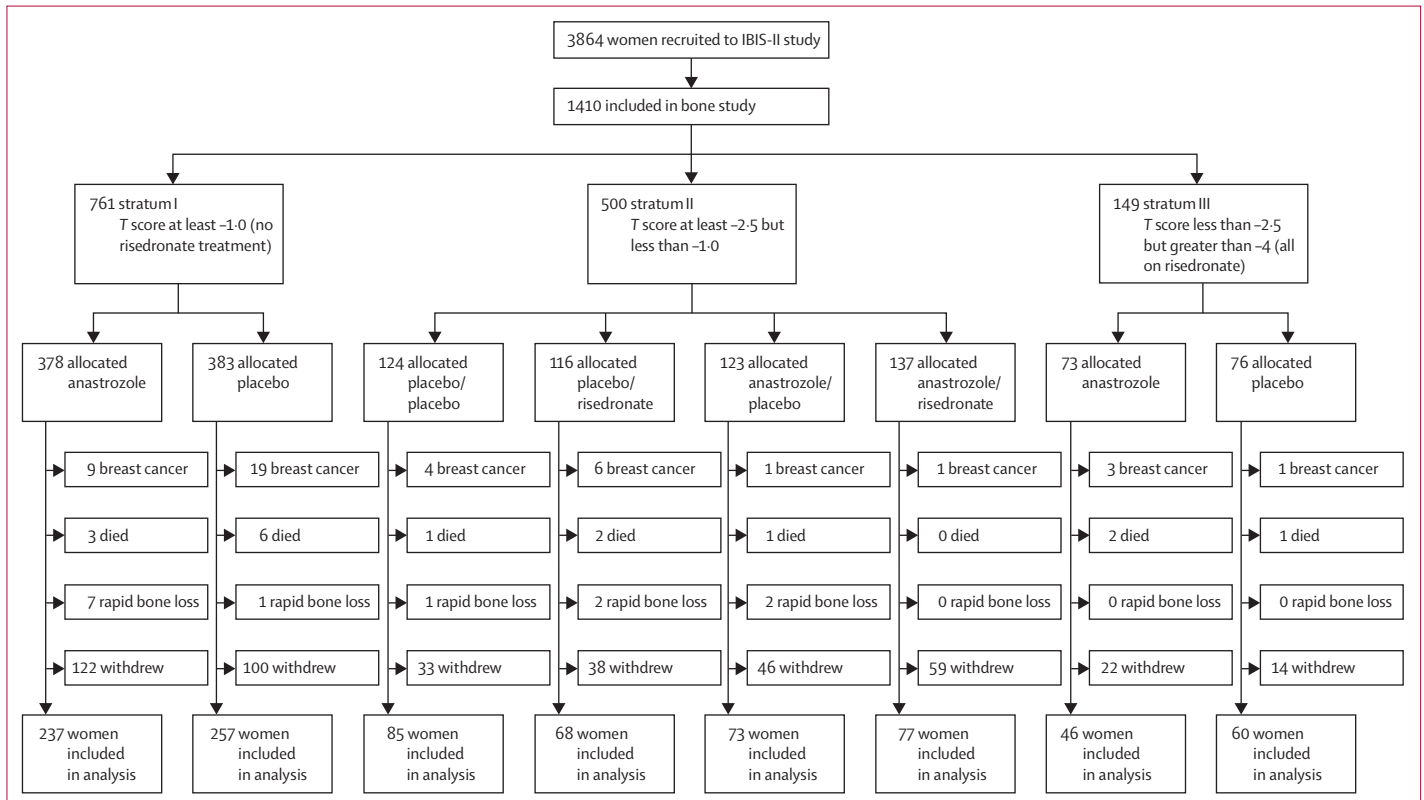 3864 women recruited to IBIS-II study
1410 included in bone study
761 stratum I
T score at least –1·0 (no
risedronate treatment)
500 stratum II
T score at least –2·5 but
less than –1·0
149 stratum III
T score less than –2·5
but greater than –4 (all
on risedronate)
378 allocated
anastrozole
383 allocated
placebo
124 allocated
placebo/
placebo
116 allocated
placebo/
risedronate
123 allocated
anastrozole/
placebo
137 allocated
anastrozole/
risedronate
73 allocated
anastrozole
76 allocated
placebo
9 breast cancer
19 breast cancer
4 breast cancer
6 breast cancer
1 breast cancer
1 breast cancer
3 breast cancer
1 breast cancer
3 died
6 died
1 died
2 died
1 died
0 died
2 died
1 died
7 rapid bone loss
1 rapid bone loss
1 rapid bone loss
2 rapid bone loss
2 rapid bone loss
0 rapid bone loss
0 rapid bone loss
0 rapid bone loss
122 withdrew
100 withdrew
33 withdrew
38 withdrew
46 withdrew
59 withdrew
22 withdrew
14 withdrew
237 women
included
in analysis
257 women
included
in analysis
85 women
included
in analysis
68 women
included
in analysis
73 women
included
in analysis
77 women
included
in analysis
46 women
included
in analysis
60 women
included
in analysis